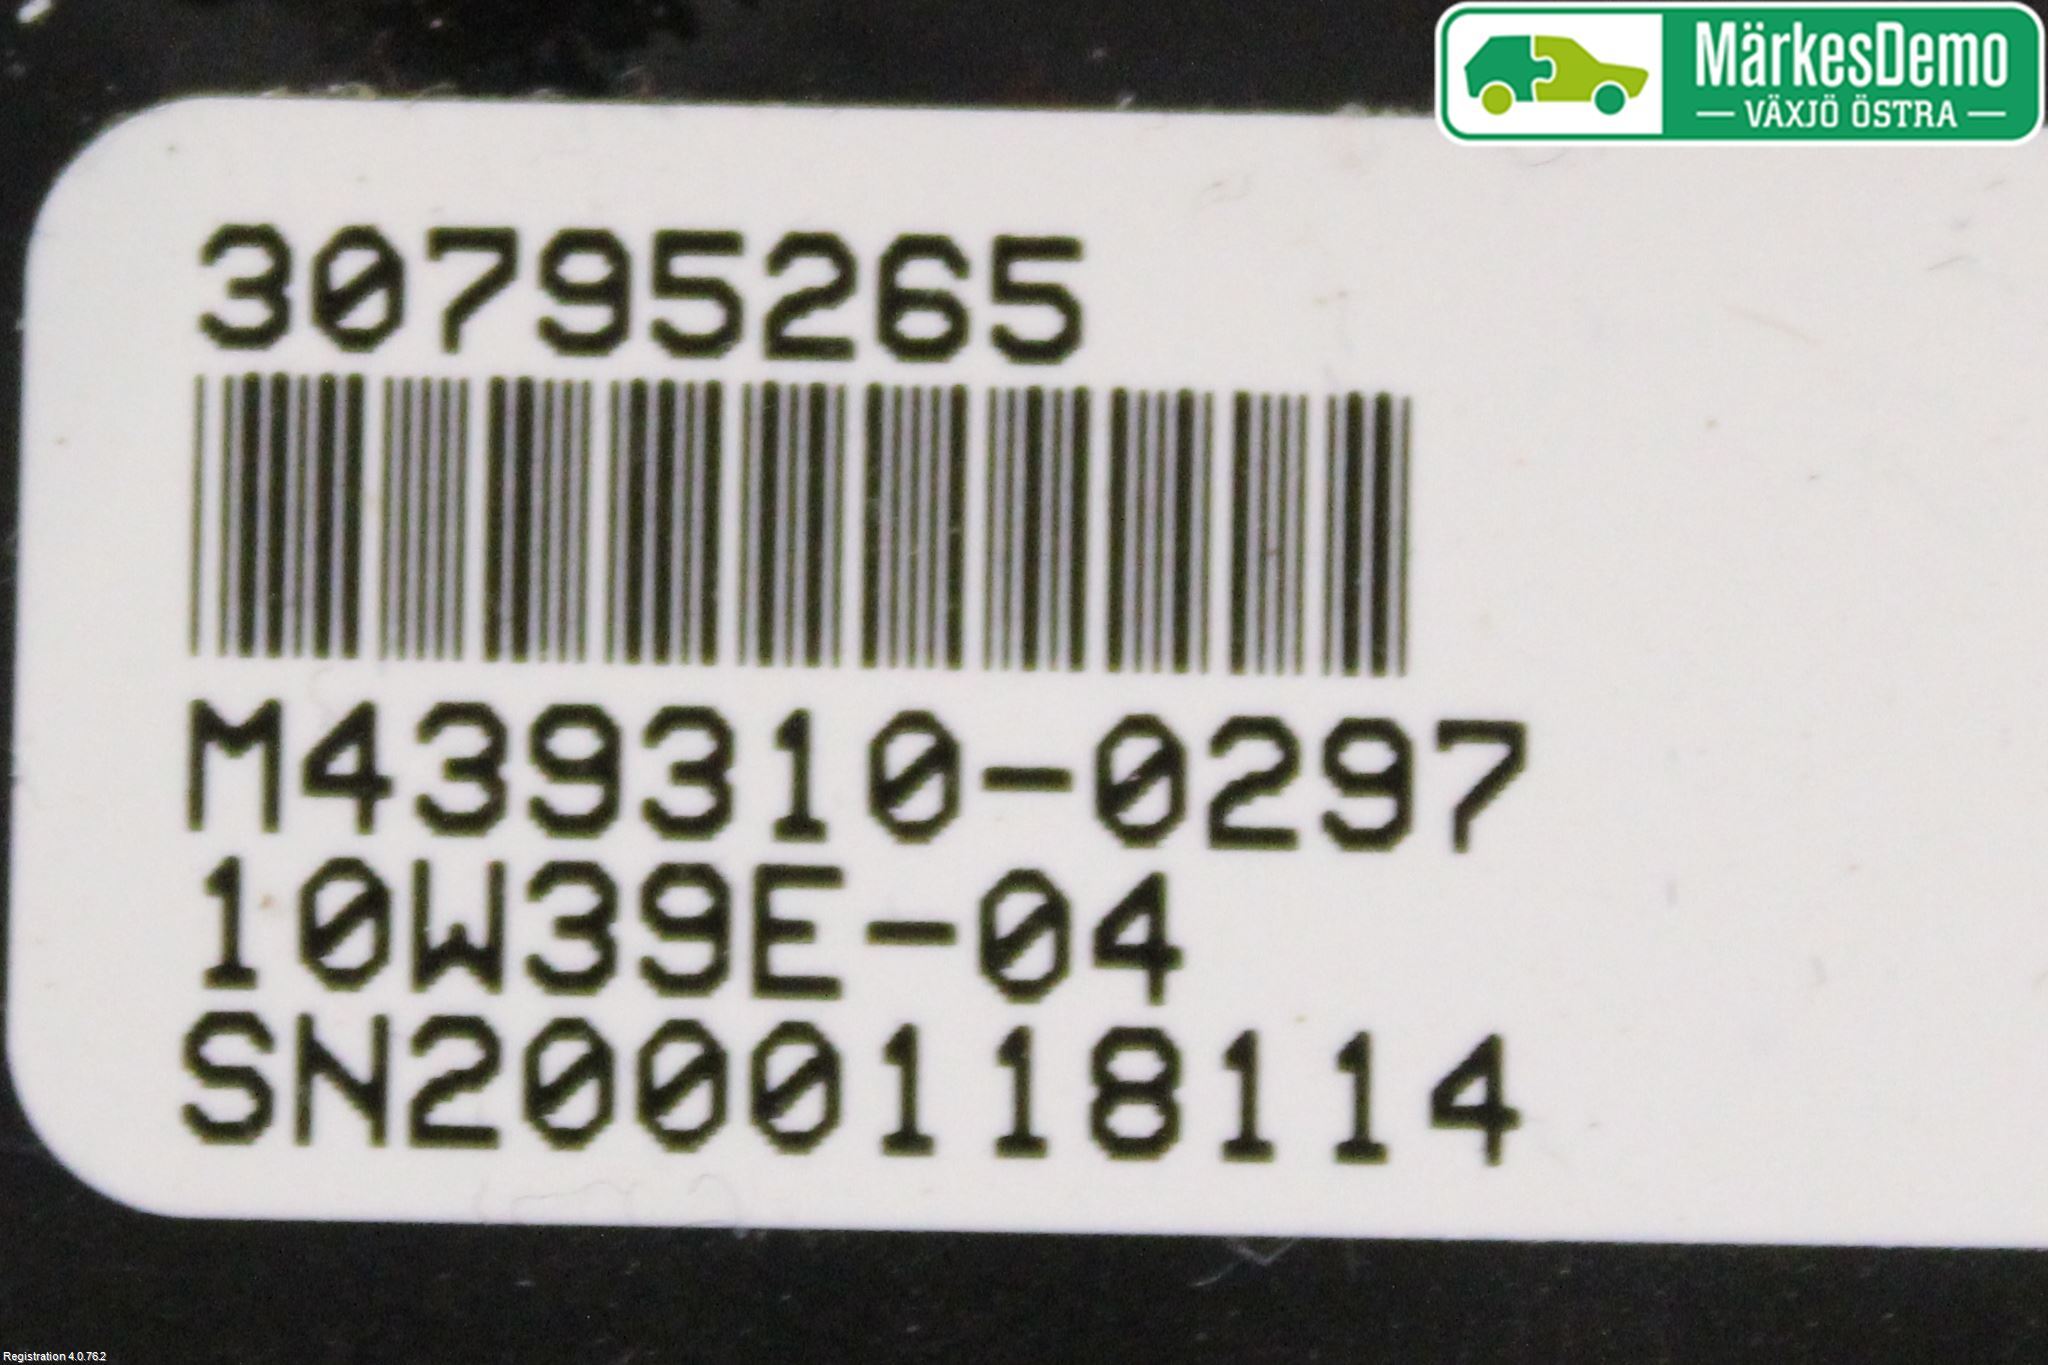 MärkesDemo
VÄXJÖ ÖSTRA
30795265
M439310-0297
10W39E-04
SN2000118114
Registration 4.0.76.2